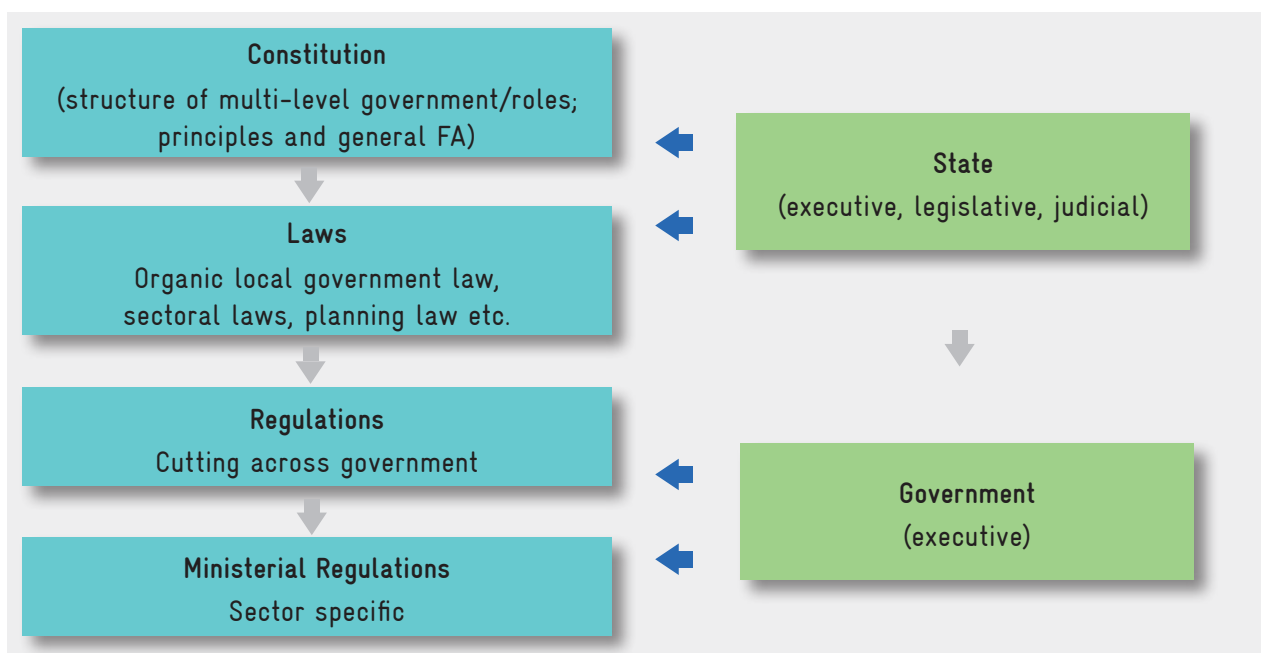 Constitution
(structure of multi-level government/roles;
principles and general FA)
State
(executive, legislative, judicial)
Laws
Organic local government law,
sectoral laws, planning law etc.
Regulations
Cutting across government
Government
(executive)
Ministerial Regulations
Sector specific